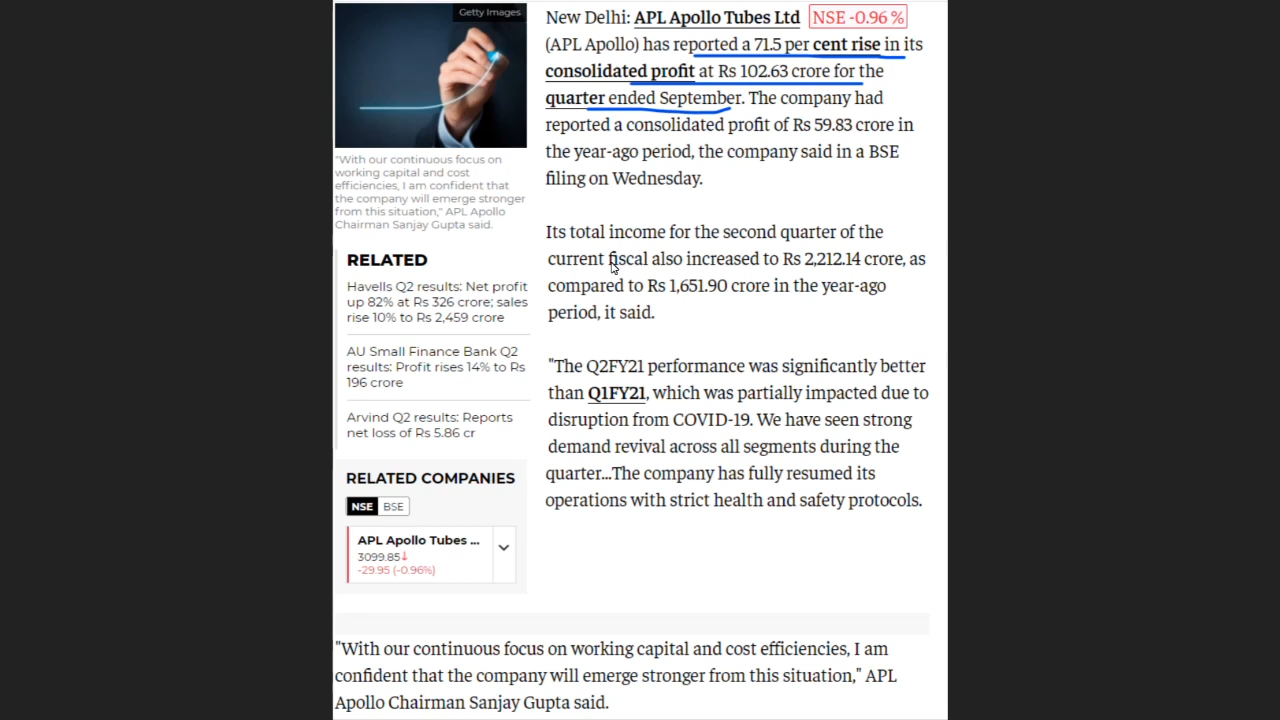 Getty Images
"With our continuous focus on
working capital and cost
efficiencies, I am confident that
the company will emerge stronger
from this situation," APL Apollo
Chairman Sanjay Gupta said.
RELATED
Havells Q2 results: Net profit
up 82% at Rs 326 crore; sales
rise 10% to Rs 2,459 crore
AU Small Finance Bank Q2
results: Profit rises 14% to Rs
196 crore
Arvind Q2 results: Reports
net loss of Rs 5.86 cr
RELATED COMPANIES
NSE BSE
APL Apollo Tubes ...
3099.85↓
-29.95 (-0.96%)
New Delhi: APL Apollo Tubes Ltd NSE -0.96 %
(APL Apollo) has reported a 71.5 per cent rise in its
consolidated profit at Rs 102.63 crore for the
quarter ended September. The company had
reported a consolidated profit of Rs 59.83 crore in
the year-ago period, the company said in a BSE
filing on Wednesday.
Its total income for the second quarter of the
current fiscal also increased to Rs 2,212.14 crore, as
compared to Rs 1,651.90 crore in the year-ago
period, it said.
"The Q2FY21 performance was significantly better
than Q1FY21, which was partially impacted due to
disruption from COVID-19. We have seen strong
demand revival across all segments during the
quarter...The company has fully resumed its
operations with strict health and safety protocols.
"With our continuous focus on working capital and cost efficiencies, I am
confident that the company will emerge stronger from this situation," APL
Apollo Chairman Sanjay Gupta said.